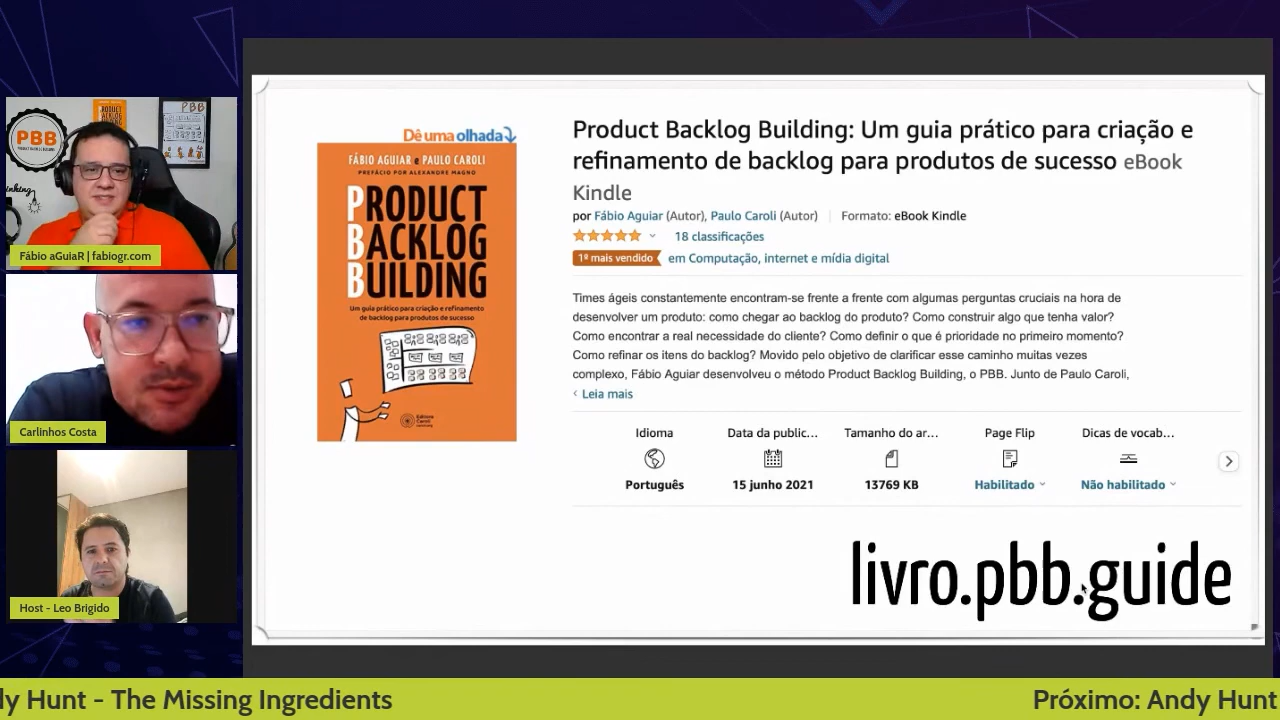 PBB
PRODUCT
BACKLOG
PBB
Fábio aGuiaR | fabiogr.com
Carlinhos Costa
Host - Leo Brigido
Dê uma olhada
FÁBIO AGUIAR e PAULO CAROLI
PREFÁCIO POR ALEXANDRE MAGNO
PRODUCT
BACKLOG
BUILDING
Um guia prático para criação e refinamento
de backlog para produtos de sucesso
Editora
Caroli
Product Backlog Building: Um guia prático para criação e
refinamento de backlog para produtos de sucesso eBook
Kindle
por Fábio Aguiar (Autor), Paulo Caroli (Autor) | Formato: eBook Kindle
18 classificações
1º mais vendido em Computação, internet e mídia digital
Times ágeis constantemente encontram-se frente a frente com algumas perguntas cruciais na hora de
desenvolver um produto: como chegar ao backlog do produto? Como construir algo que tenha valor?
Como encontrar a real necessidade do cliente? Como definir o que é prioridade no primeiro momento?
Como refinar os itens do backlog? Movido pelo objetivo de clarificar esse caminho muitas vezes
complexo, Fábio Aguiar desenvolveu o método Product Backlog Building, o PBB. Junto de Paulo Caroli,
Leia mais
Idioma Data da public... Tamanho do ar... Page Flip Dicas de vocab...
Português 15 junho 2021 13769 KB Habilitado Não habilitado
livro.pbb.guide
dy Hunt - The Missing Ingredients Próximo: Andy Hunt